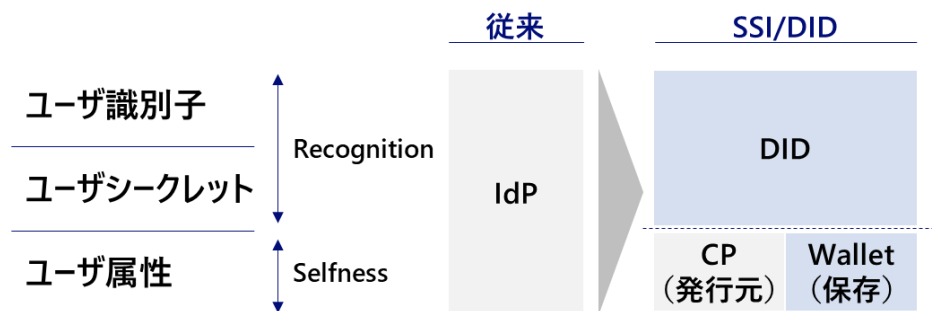 従来
SSI/DID
ユーザ識別子
ユーザシークレット
ユーザ属性
Recognition
Selfness
IdP
DID
CP
（発行元）
Wallet
（保存）